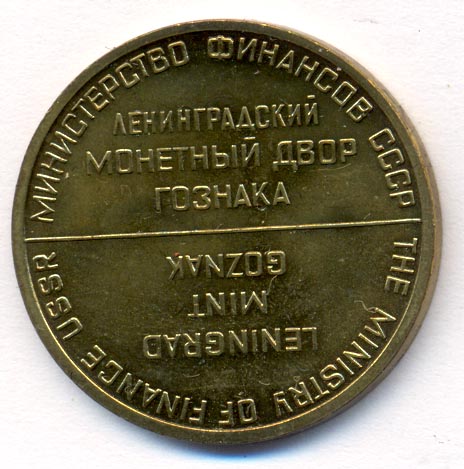 МИНИСТЕРСТВО ФИНАНСОВ СССР
ЛЕНИНГРАДСКИЙ
МОНЕТНЫЙ ДВОР
ГОЗНАКА
THE MINISTRY OF FINANCE USSR
LENINGRAD
MINT
GOZNAK